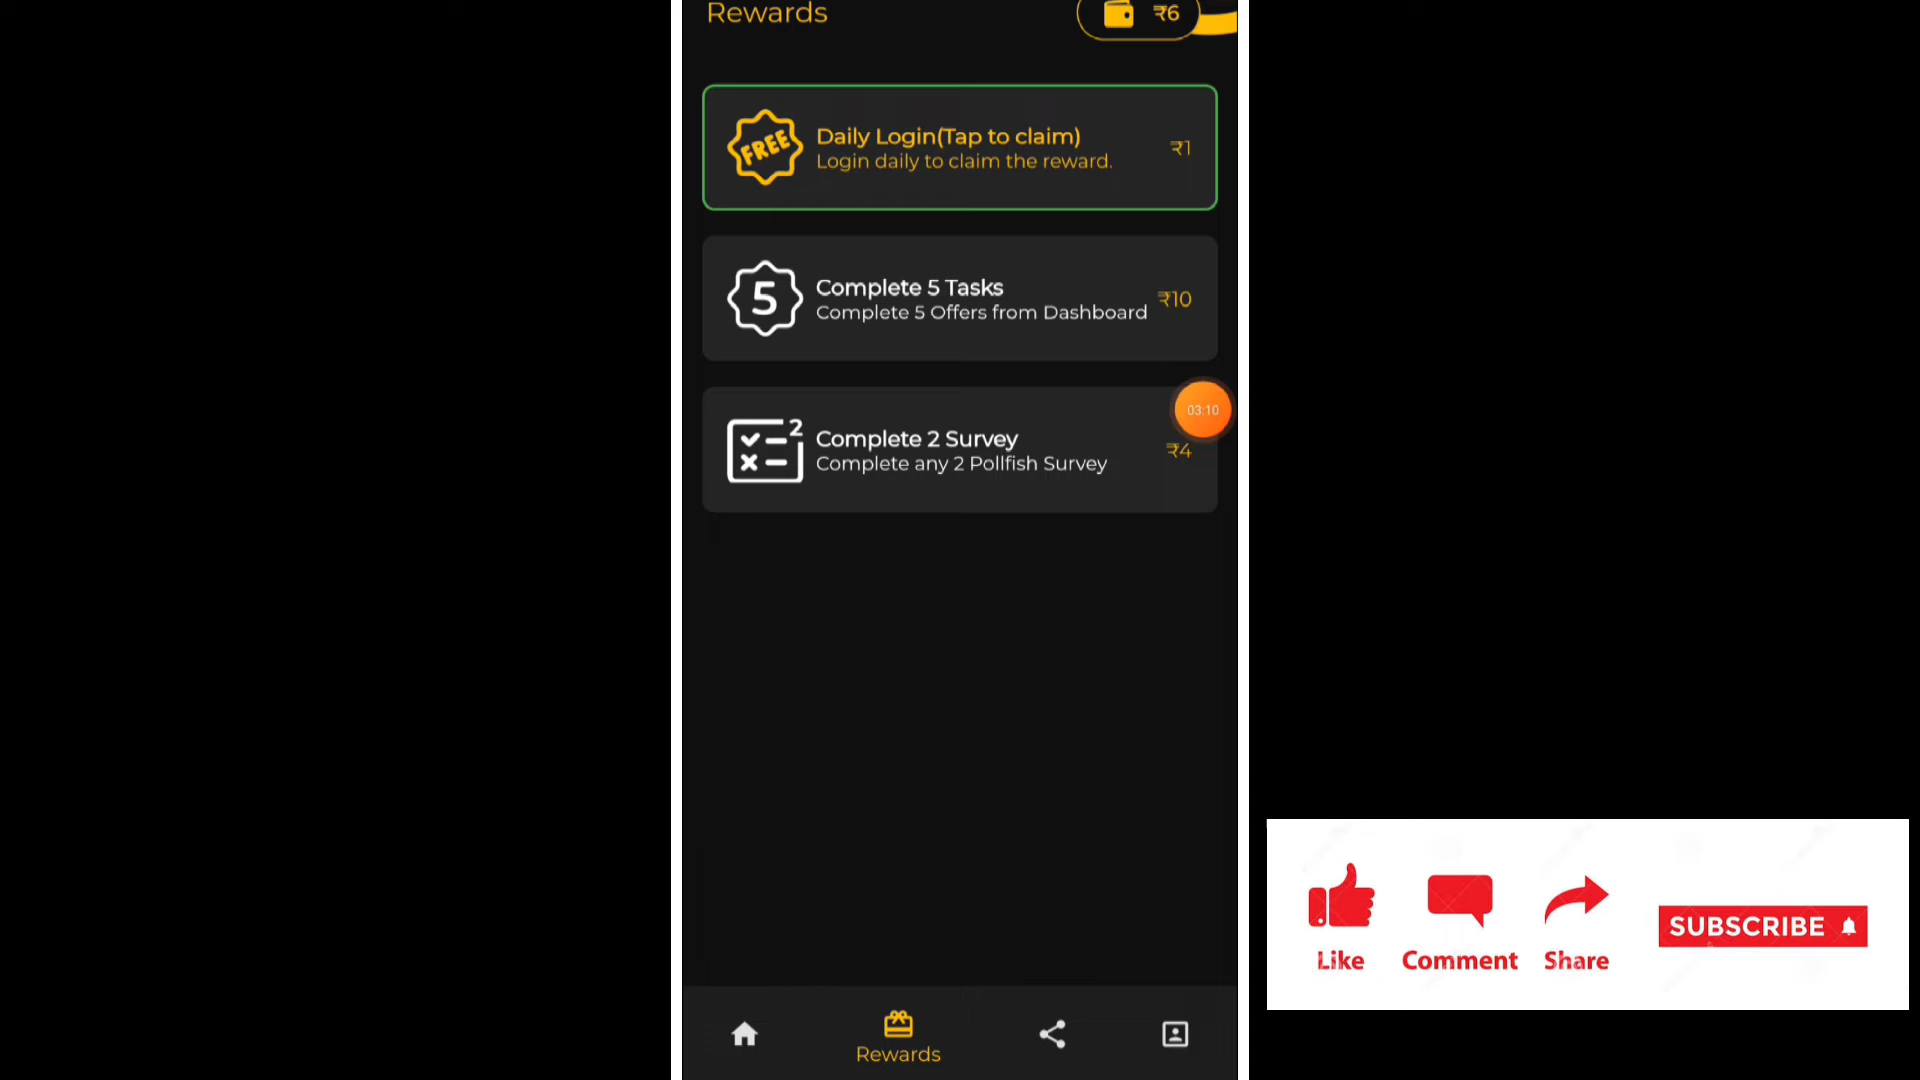 Rewards
₹6
FREE
Daily Login(Tap to claim)
Login daily to claim the reward.
₹1
5
Complete 5 Tasks
Complete 5 Offers from Dashboard
₹10
03:10
2
Complete 2 Survey
Complete any 2 Pollfish Survey
₹4
Rewards
Like
Comment
Share
SUBSCRIBE